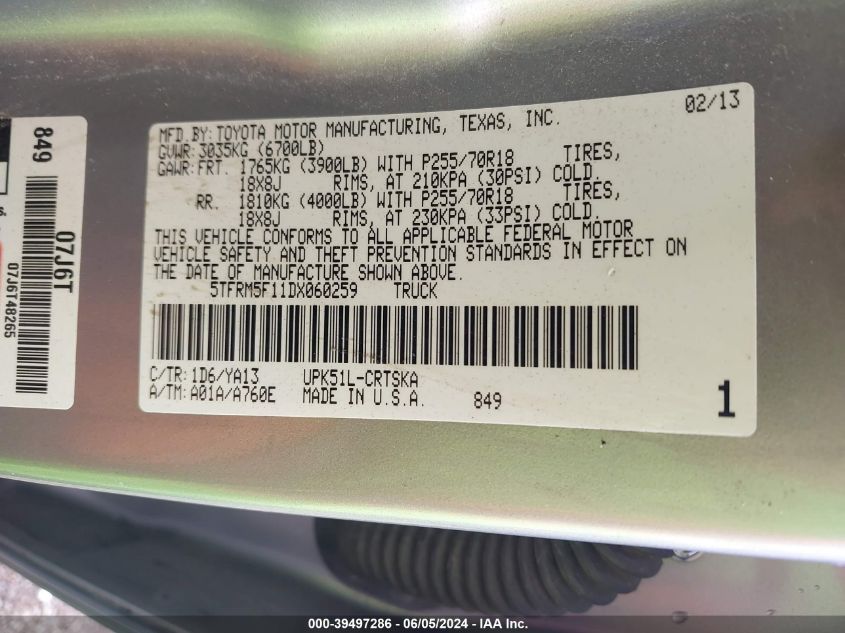 849
07J6T
07J6T48265
02/13
MFD.BY:TOYOTA MOTOR MANUFACTURING, TEXAS, INC.
GVWR:3035KG (6700LB)
GAWR:FRT. 1765KG (3900LB) WITH P255/70R18 TIRES,
18X8J RIMS, AT 210KPA (30PSI) COLD.
RR. 1810KG (4000LB) WITH P255/70R18 TIRES,
18X8J RIMS, AT 230KPA (33PSI) COLD.
THIS VEHICLE CONFORMS TO ALL APPLICABLE FEDERAL MOTOR
VEHICLE SAFETY AND THEFT PREVENTION STANDARDS IN EFFECT ON
THE DATE OF MANUFACTURE SHOWN ABOVE.
5TFRM5F11DX060259 TRUCK
C/TR:1D6/YA13 UPK51L-CRTSKA
A/TM:A01A/A760E MADE IN U.S.A. 849
1
000-39497286 - 06/05/2024 - IAA Inc.